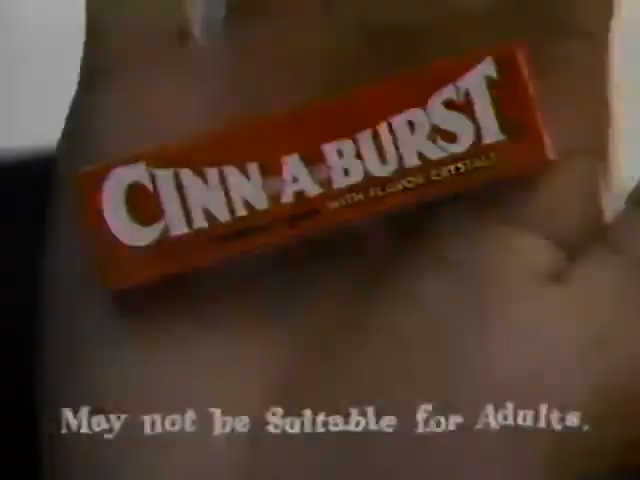 CINN-A-BURST
WITH FLAVOR CRYSTALS
May not be Suitable for Adults.